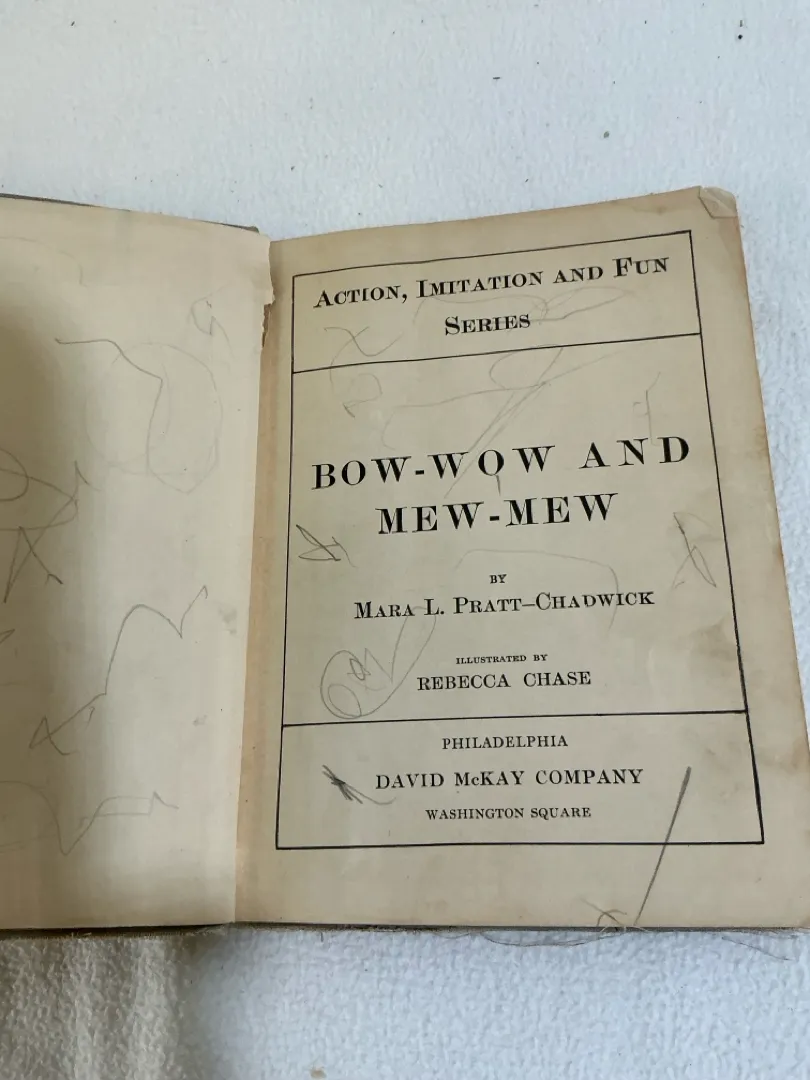 ACTION, IMITATION AND FUN
SERIES
BOW-WOW AND
MEW-MEW
BY
MARA L. PRATT–CHADWICK
ILLUSTRATED BY
REBECCA CHASE
PHILADELPHIA
DAVID McKAY COMPANY
WASHINGTON SQUARE